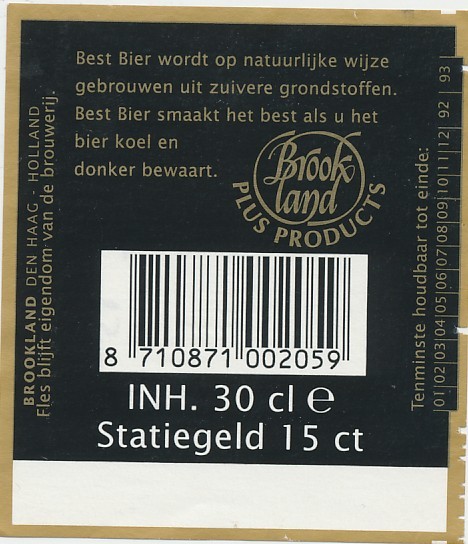 Best Bier wordt op natuurlijke wijze
gebrouwen uit zuivere grondstoffen.
Best Bier smaakt het best als u het
bier koel en
donker bewaart.
Brook
land
PLUS PRODUCTS
8 710871 002059
INH. 30 cl e
Statiegeld 15 ct
BROOKLAND DEN HAAG - HOLLAND
Fles blijft eigendom van de brouwerij.
Tenminste houdbaar tot einde:
01|02|03|04|05|06|07|08|09|10|11|12| 92 | 93 |